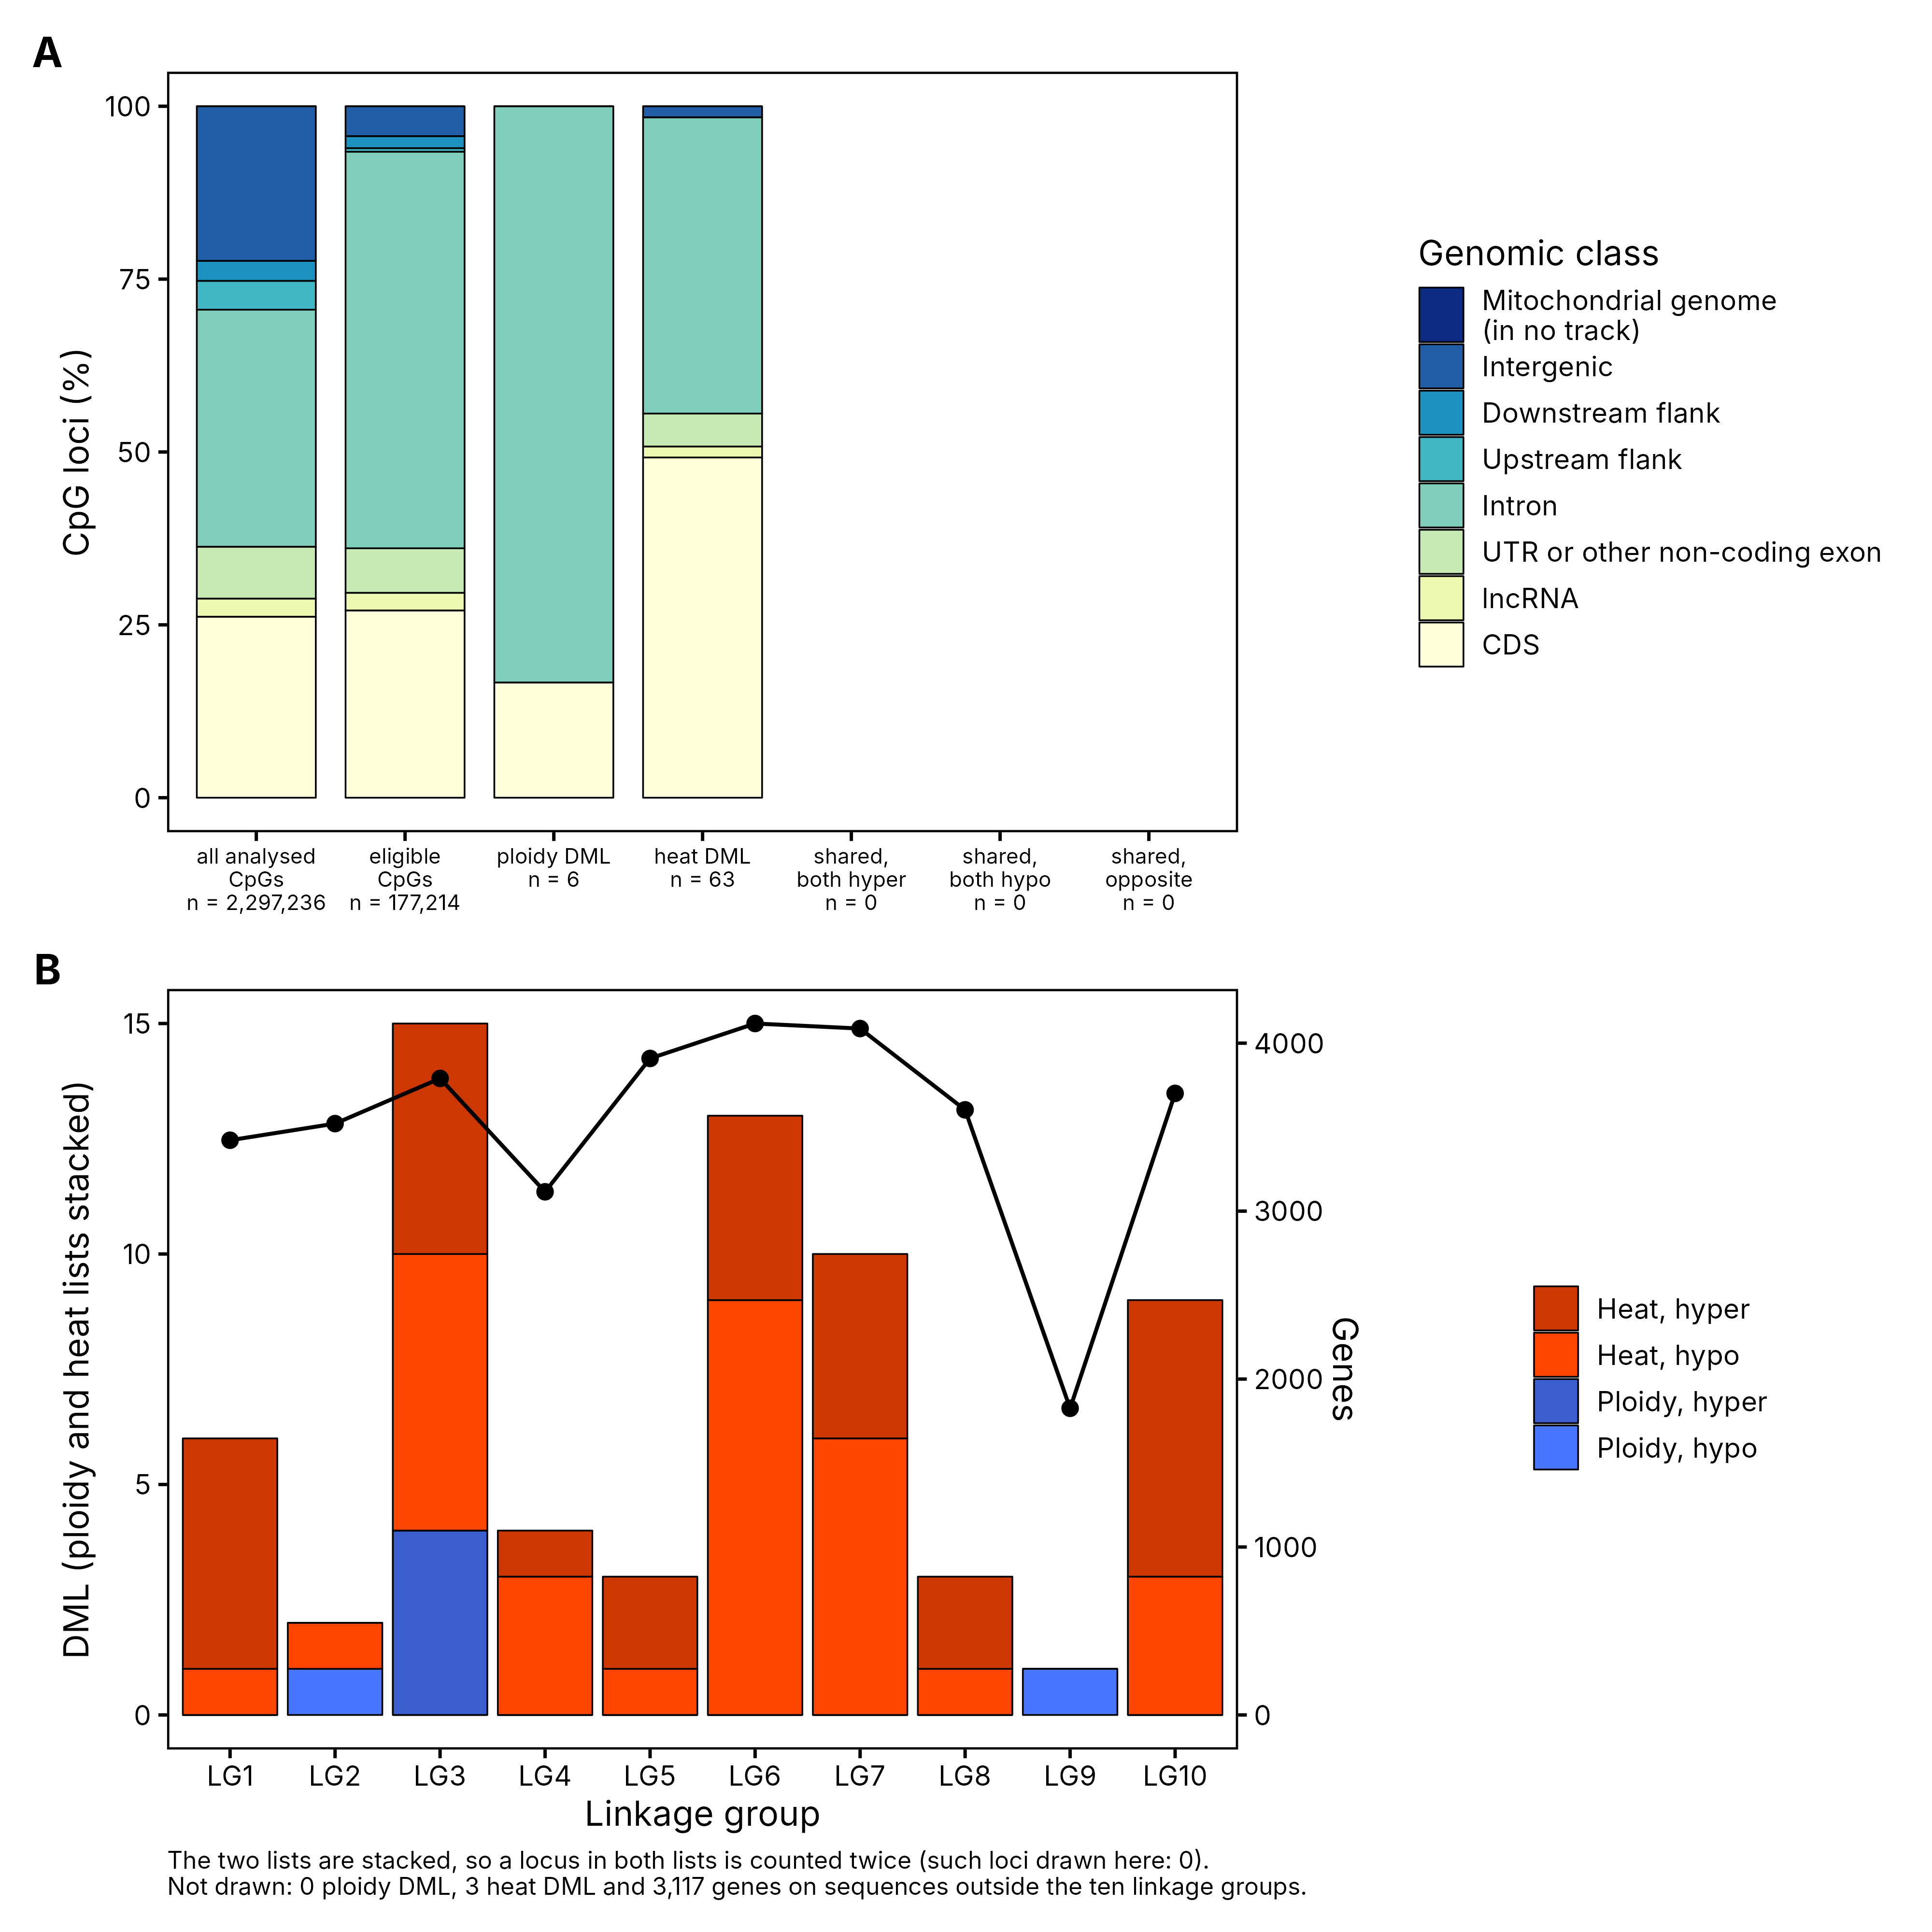 A
CpG loci (%)
100
75
50
25
0
all analysed
CpGs
n = 2,297,236
eligible
CpGs
n = 177,214
ploidy DML
n = 6
heat DML
n = 63
shared,
both hyper
n = 0
shared,
both hypo
n = 0
shared,
opposite
n = 0
Genomic class
Mitochondrial genome
(in no track)
Intergenic
Downstream flank
Upstream flank
Intron
UTR or other non-coding exon
lncRNA
CDS
B
DML (ploidy and heat lists stacked)
15
10
5
0
4000
3000
2000
1000
0
Genes
LG1
LG2
LG3
LG4
LG5
LG6
LG7
LG8
LG9
LG10
Linkage group
Heat, hyper
Heat, hypo
Ploidy, hyper
Ploidy, hypo
The two lists are stacked, so a locus in both lists is counted twice (such loci drawn here: 0).
Not drawn: 0 ploidy DML, 3 heat DML and 3,117 genes on sequences outside the ten linkage groups.